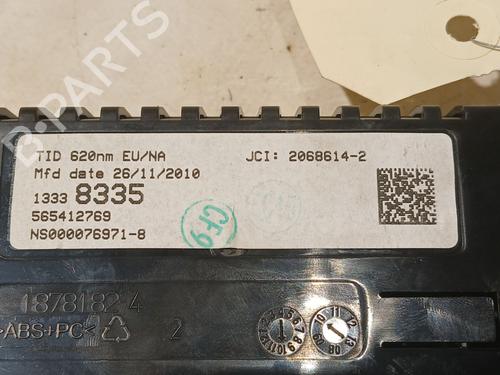 TID 620nm EU/NA
JCI: 2068614-2
Mfd date 26/11/2010
1333 8335
565412769
NS000076971-8
CF9
1878182-4
>ABS+PC<
2
B-PARTS